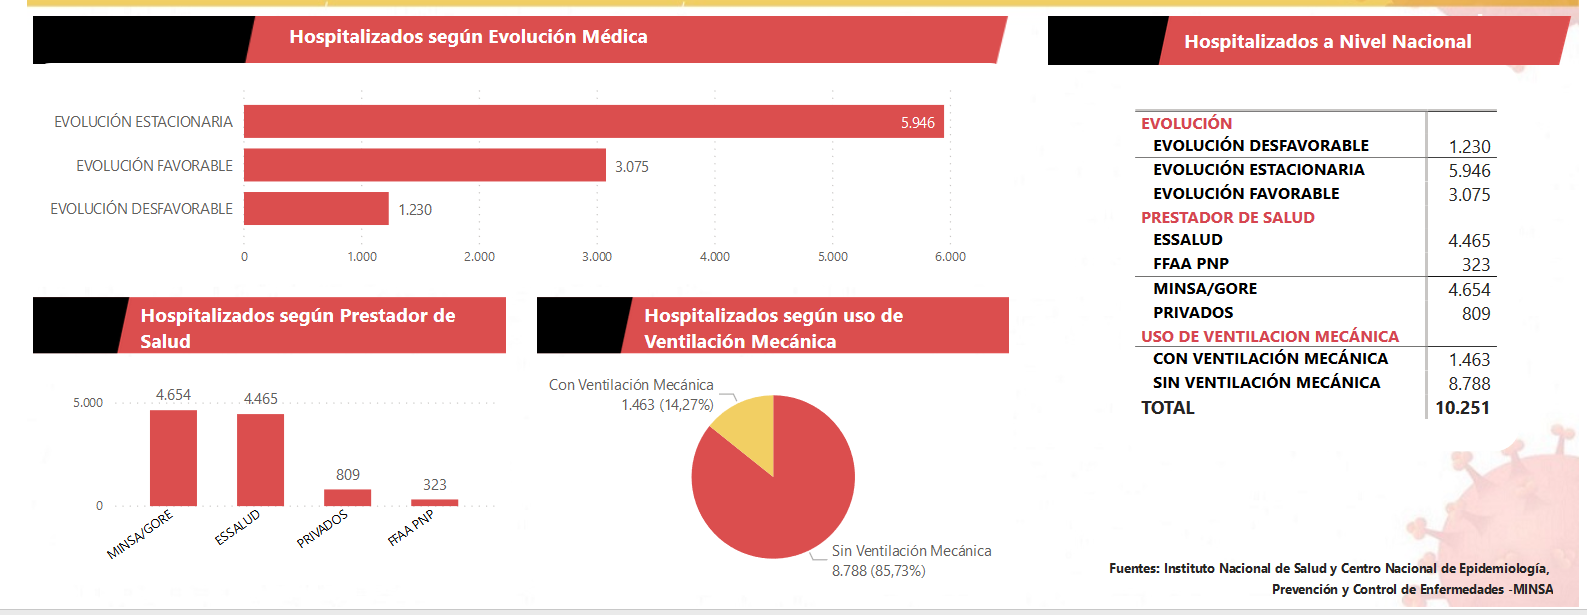 Hospitalizados según Evolución Médica
EVOLUCIÓN ESTACIONARIA
5.946
EVOLUCIÓN FAVORABLE
3.075
EVOLUCIÓN DESFAVORABLE
1.230
0 1.000 2.000 3.000 4.000 5.000 6.000
Hospitalizados según Prestador de
Salud
5.000
0
4.654
4.465
809
323
MINSA/GORE
ESSALUD
PRIVADOS
FFAA PNP
Hospitalizados según uso de
Ventilación Mecánica
Con Ventilación Mecánica
1.463 (14,27%)
Sin Ventilación Mecánica
8.788 (85,73%)
Hospitalizados a Nivel Nacional
EVOLUCIÓN
EVOLUCIÓN DESFAVORABLE 1.230
EVOLUCIÓN ESTACIONARIA 5.946
EVOLUCIÓN FAVORABLE 3.075
PRESTADOR DE SALUD
ESSALUD 4.465
FFAA PNP 323
MINSA/GORE 4.654
PRIVADOS 809
USO DE VENTILACION MECÁNICA
CON VENTILACIÓN MECÁNICA 1.463
SIN VENTILACIÓN MECÁNICA 8.788
TOTAL 10.251
Fuentes: Instituto Nacional de Salud y Centro Nacional de Epidemiología,
Prevención y Control de Enfermedades -MINSA